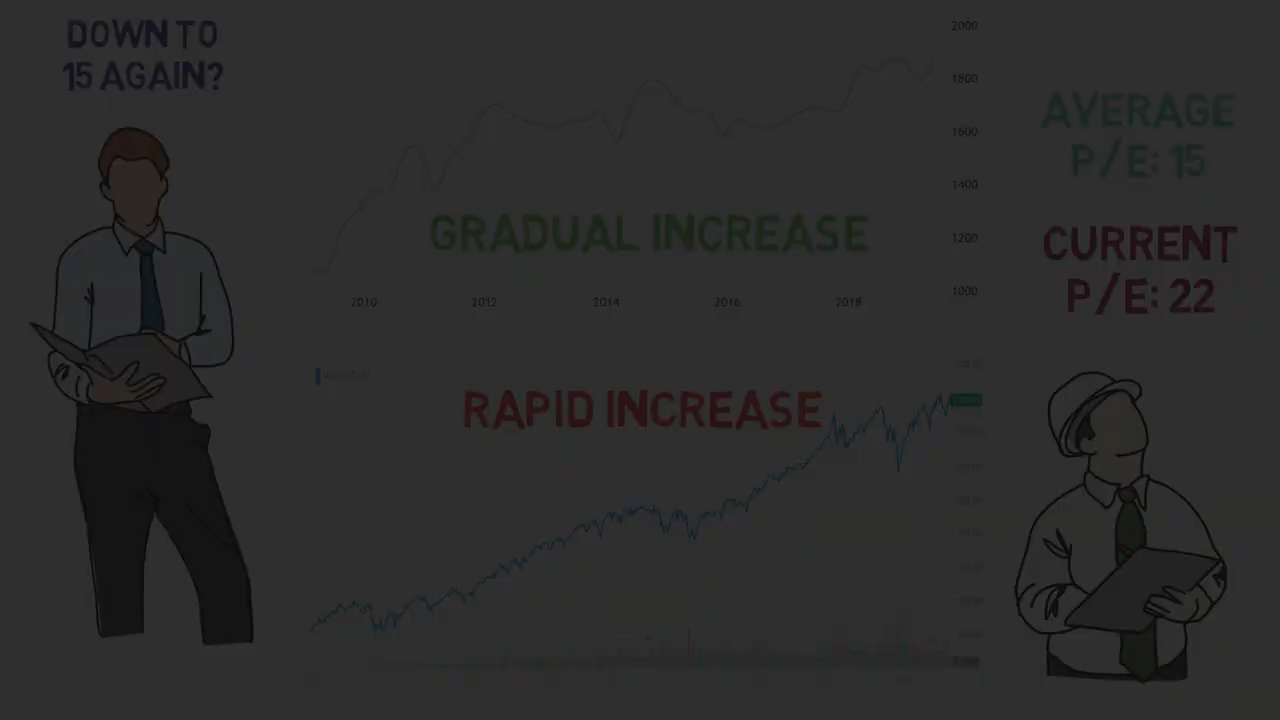 DOWN TO
15 AGAIN?
2000
1800
1600
1400
1200
1000
GRADUAL INCREASE
2010 2012 2014 2016 2018
RAPID INCREASE
AVERAGE
P/E: 15
CURRENT
P/E: 22